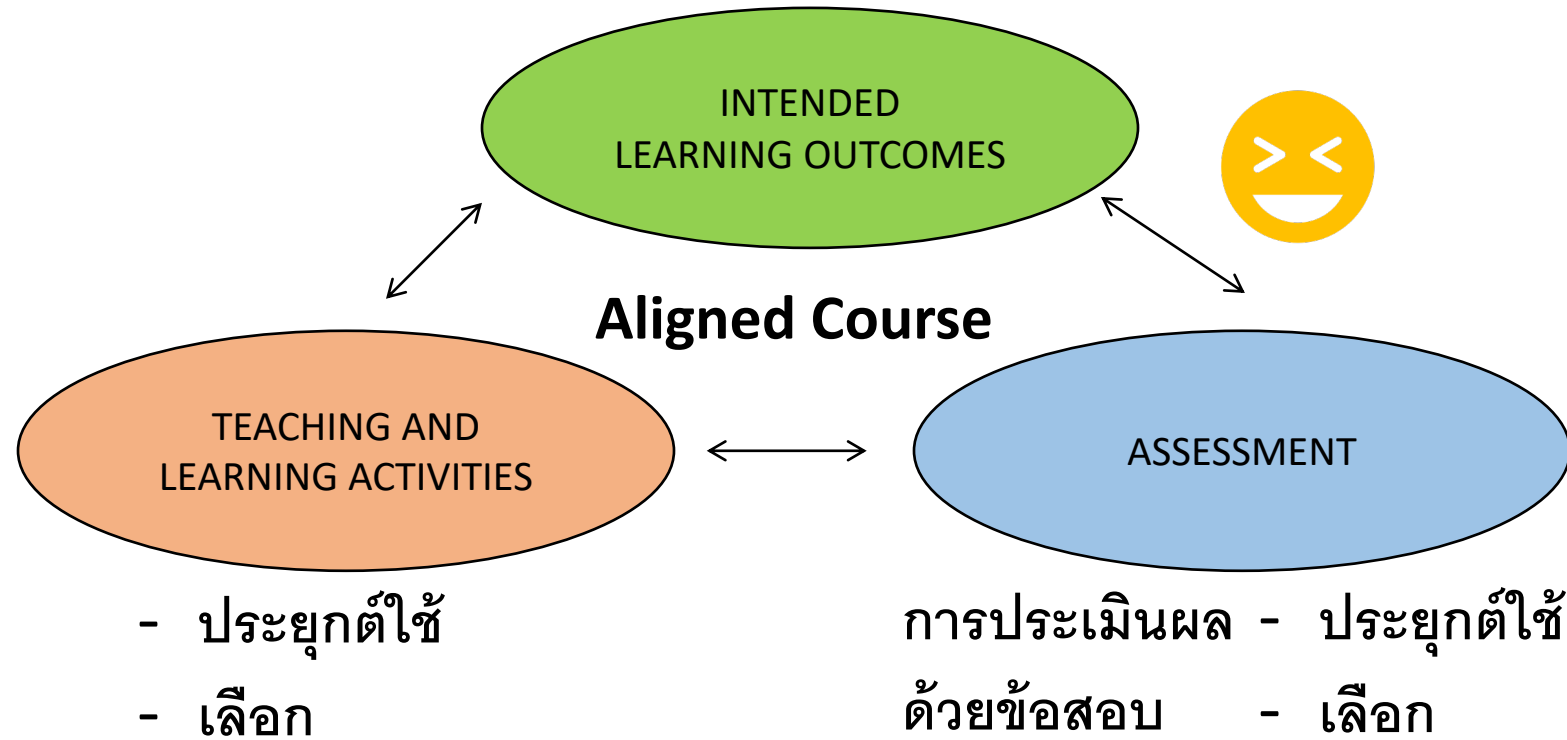 INTENDED
LEARNING OUTCOMES
Aligned Course
TEACHING AND
LEARNING ACTIVITIES
ASSESSMENT
- ประยุกต์ใช้
- เลือก
การประเมินผล - ประยุกต์ใช้
ด้วยข้อสอบ - เลือก